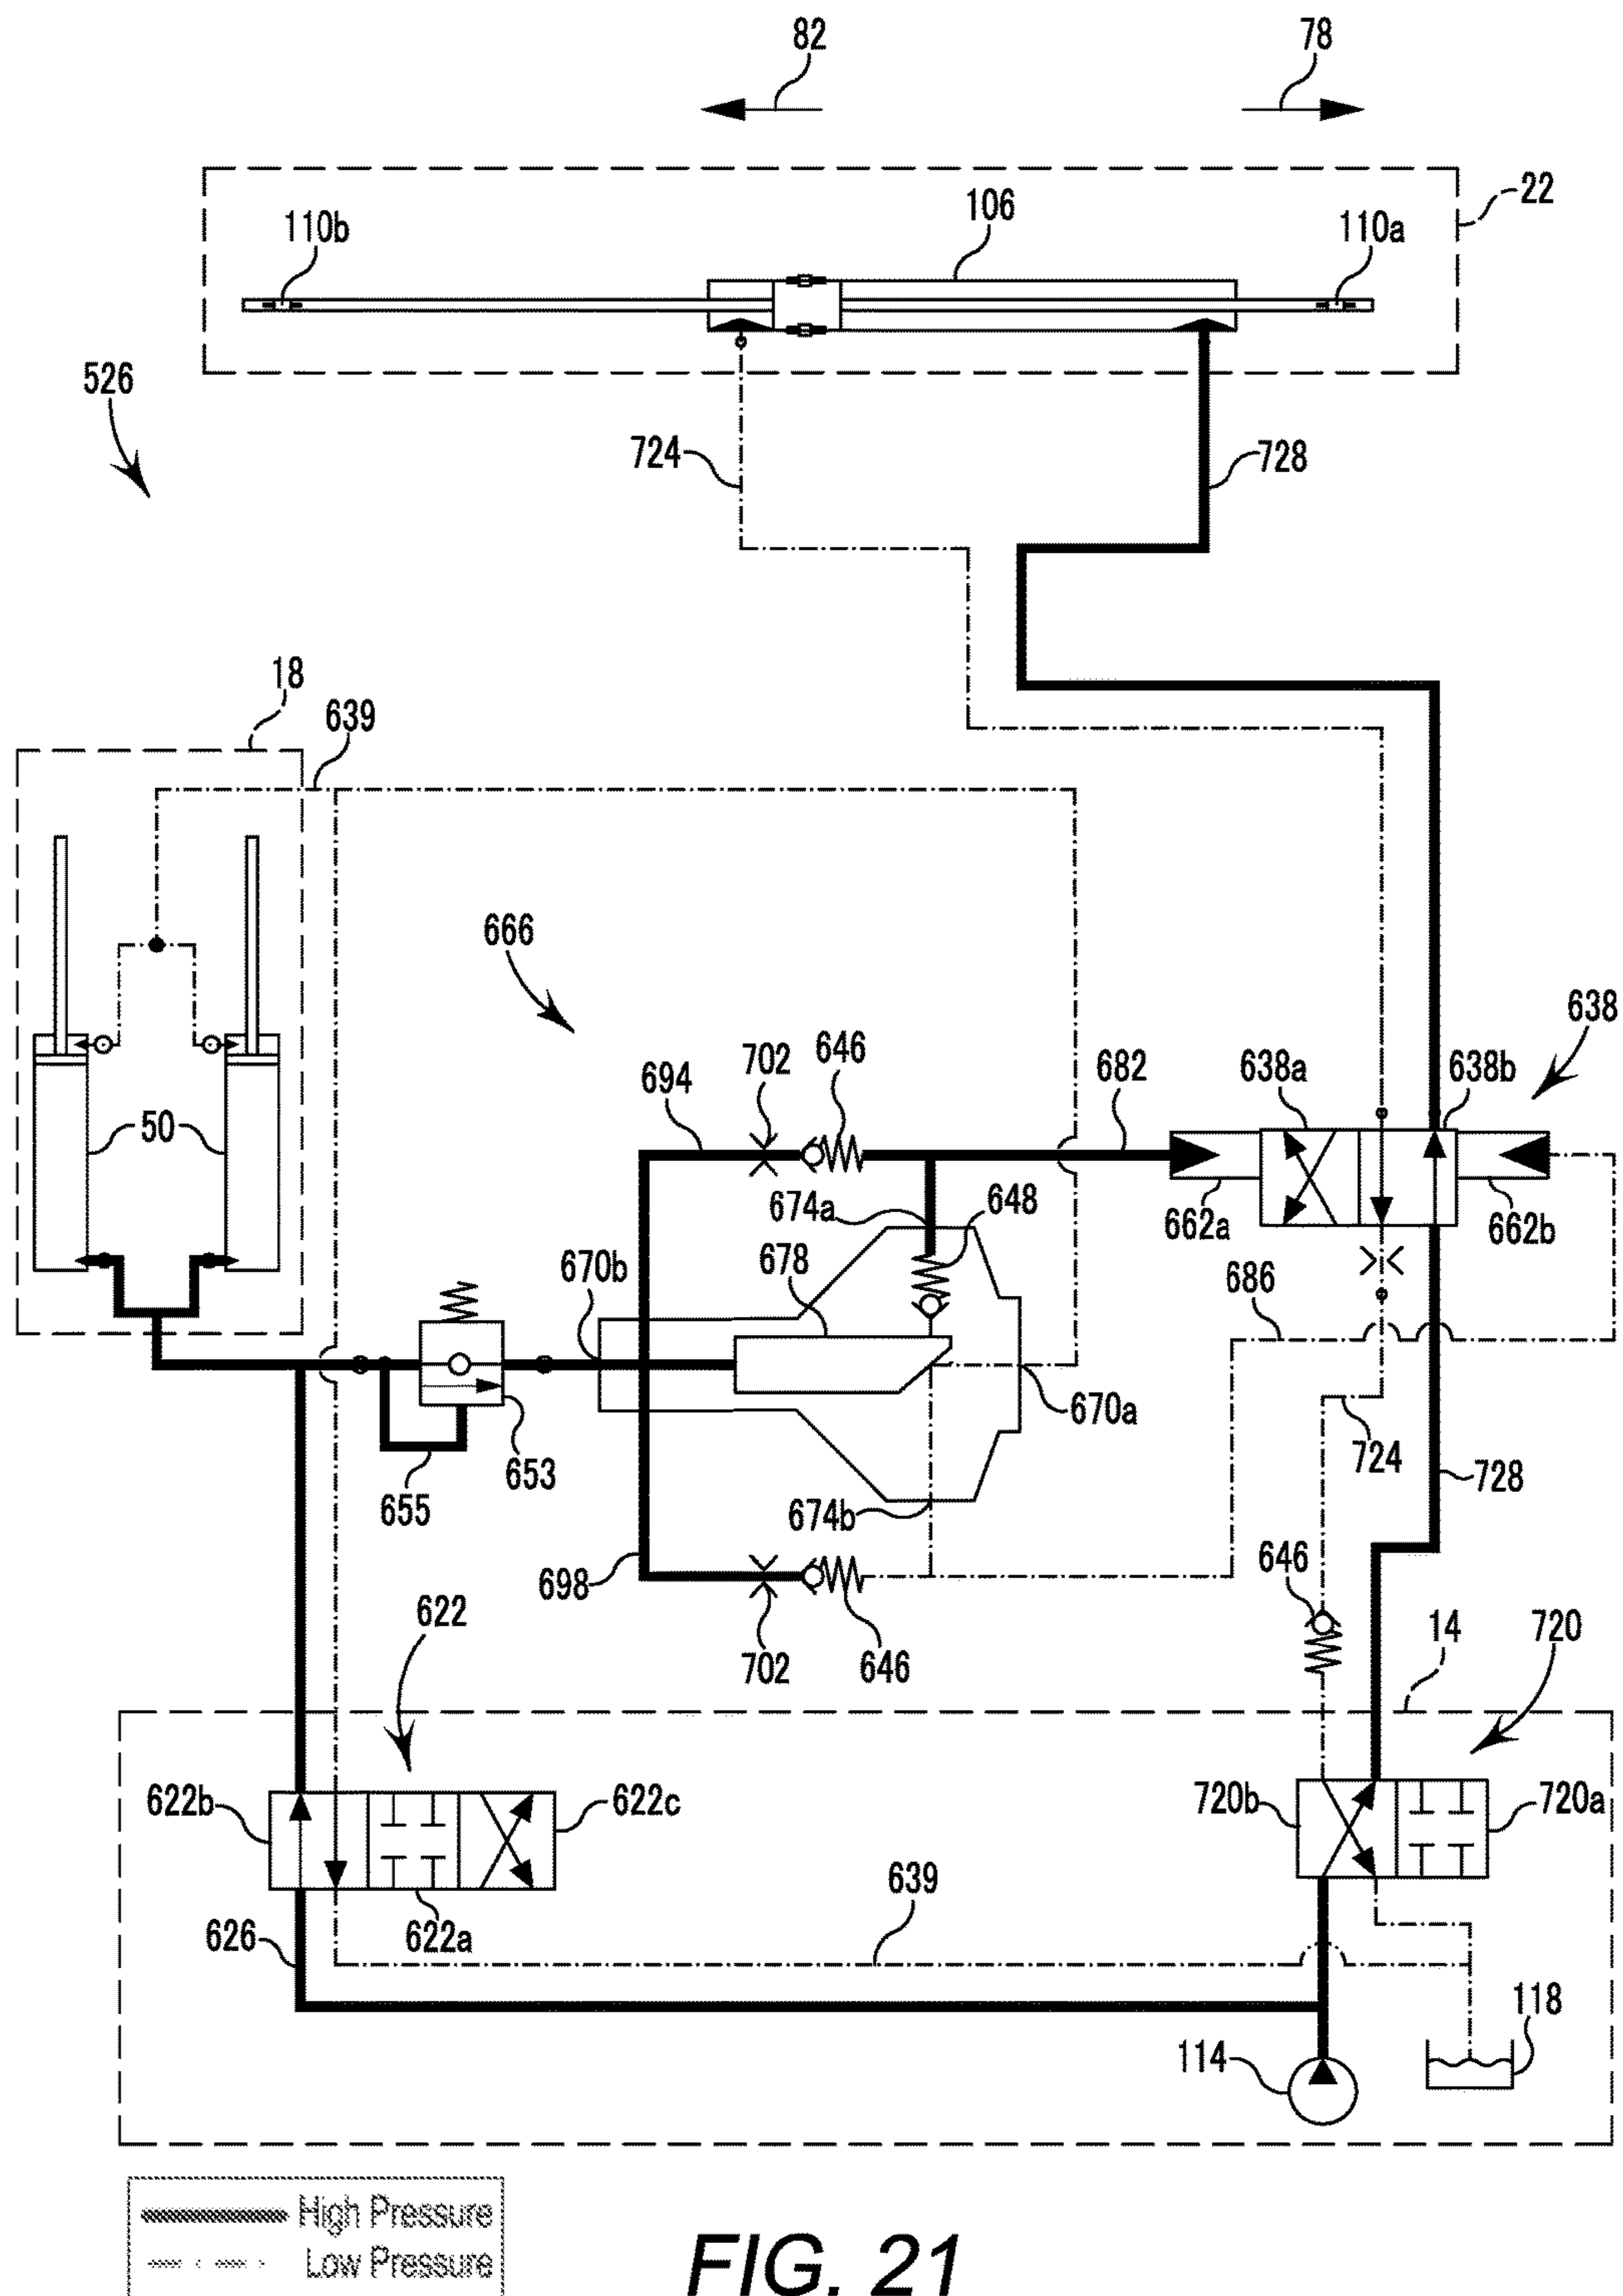 82
78
22
110b
106
110a
526
724
728
18
639
666
638
694
702
646
682
638a
638b
50
674a
648
662a
662b
670b
678
686
670a
653
655
724
728
674b
698
702
646
646
622
14
720
622b
622c
720b
720a
626
622a
639
114
118
High Pressure
Low Pressure
FIG. 21